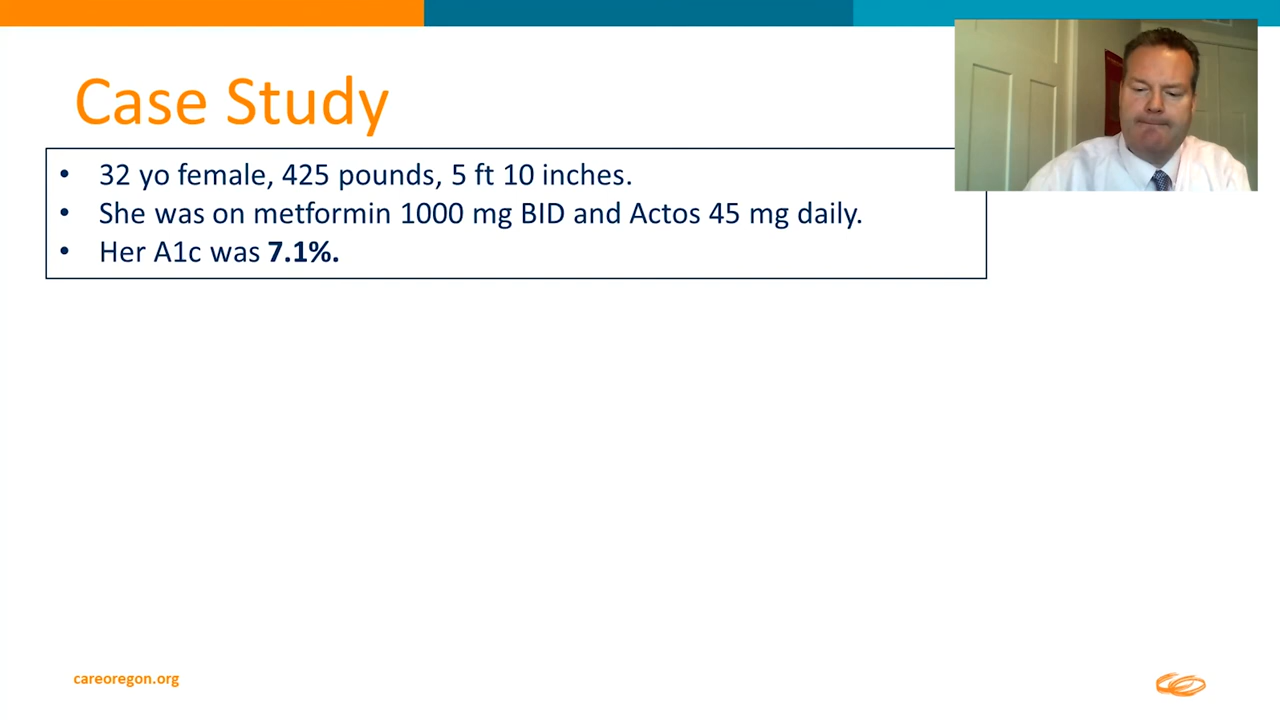 Case Study
• 32 yo female, 425 pounds, 5 ft 10 inches.
• She was on metformin 1000 mg BID and Actos 45 mg daily.
• Her A1c was 7.1%.
careoregon.org